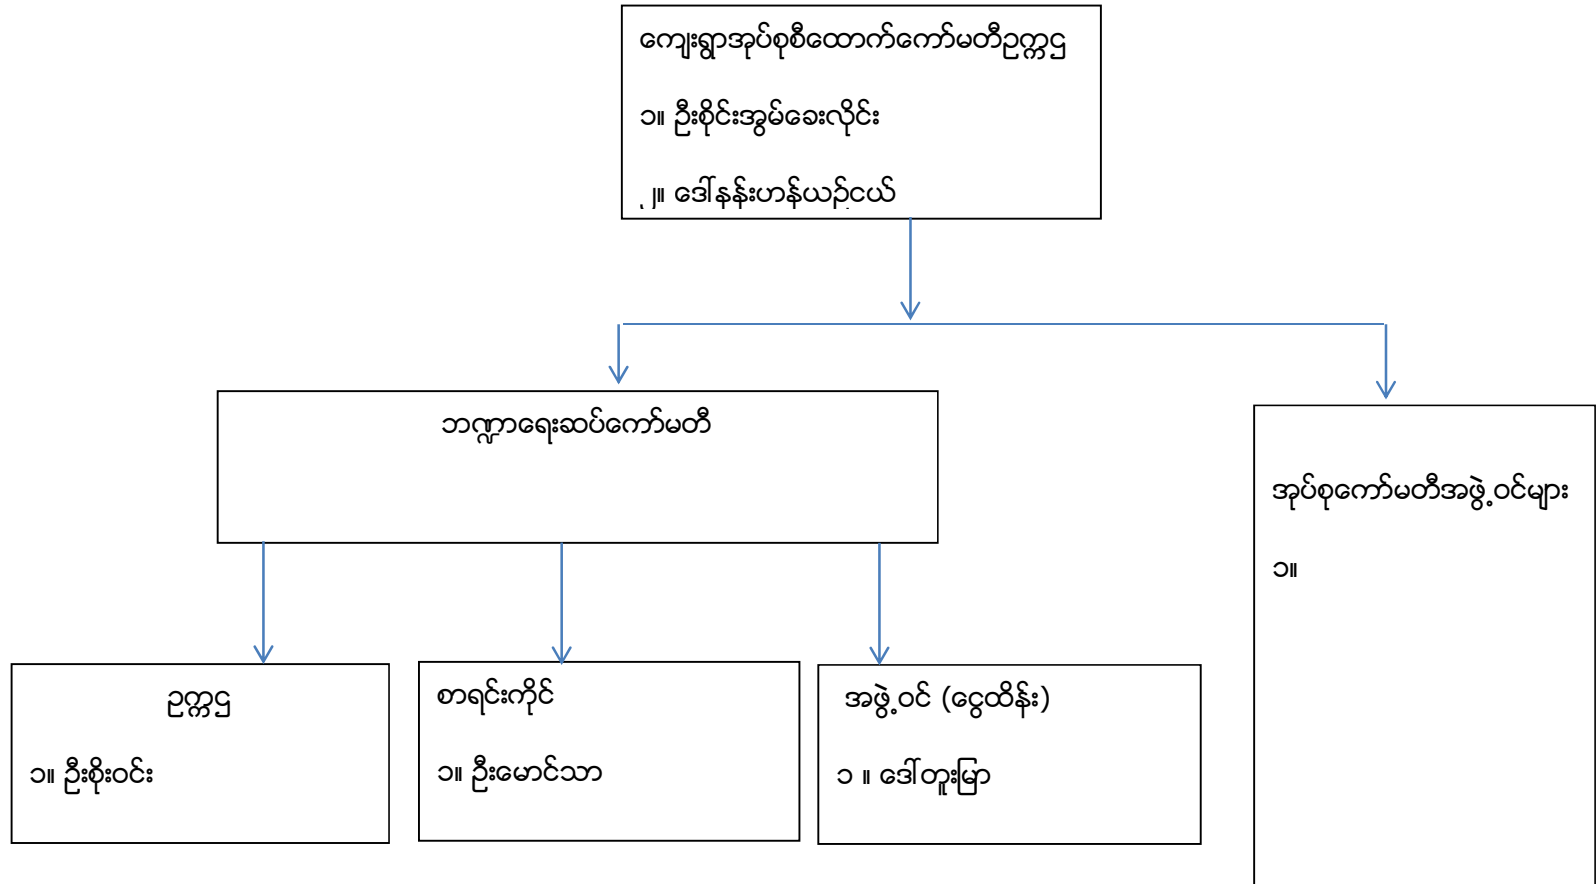 ကျေးရွာအုပ်စုစီထောက်ကော်မတီဥက္ကဌ
၁။ ဦးစိုင်းအွမ်ခေးလိုင်း
၂။ ဒေါ်နန်းဟန်ယဉ်ငယ်
ဘဏ္ဍာရေးဆပ်ကော်မတီ
အုပ်စုကော်မတီအဖွဲ့ဝင်များ
၁။
ဥက္ကဌ
၁။ ဦးစိုးဝင်း
စာရင်းကိုင်
၁။ ဦးမောင်သာ
အဖွဲ့ဝင် (ငွေထိန်း)
၁ ။ ဒေါ်တူးမြာ